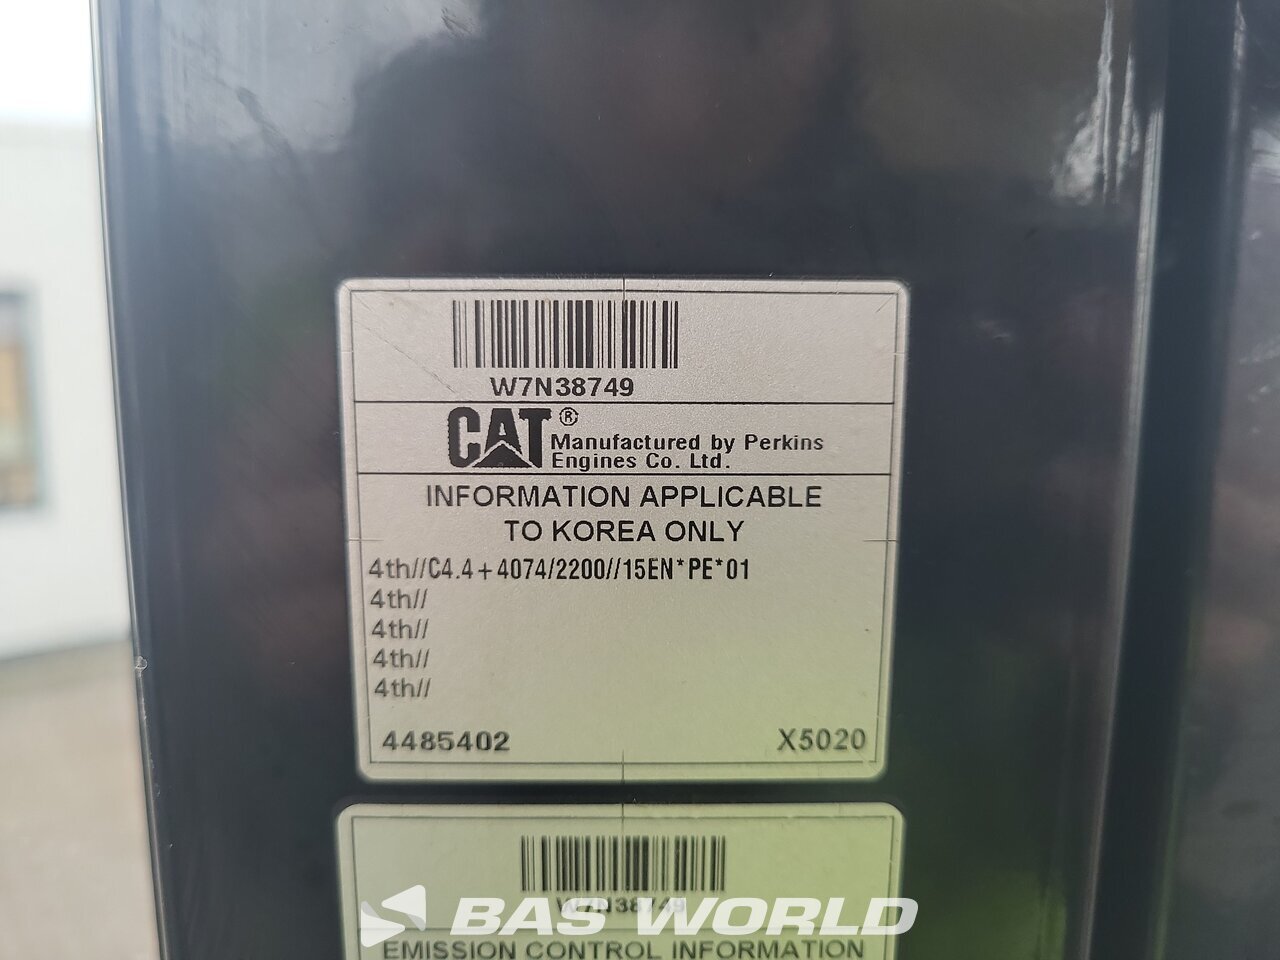 W7N38749
CAT® Manufactured by Perkins
Engines Co. Ltd.
INFORMATION APPLICABLE
TO KOREA ONLY
4th//C4.4+4074/2200//15EN*PE*01
4th//
4th//
4th//
4th//
4485402 X5020
W7N38749
BAS WORLD
EMISSION CONTROL INFORMATION